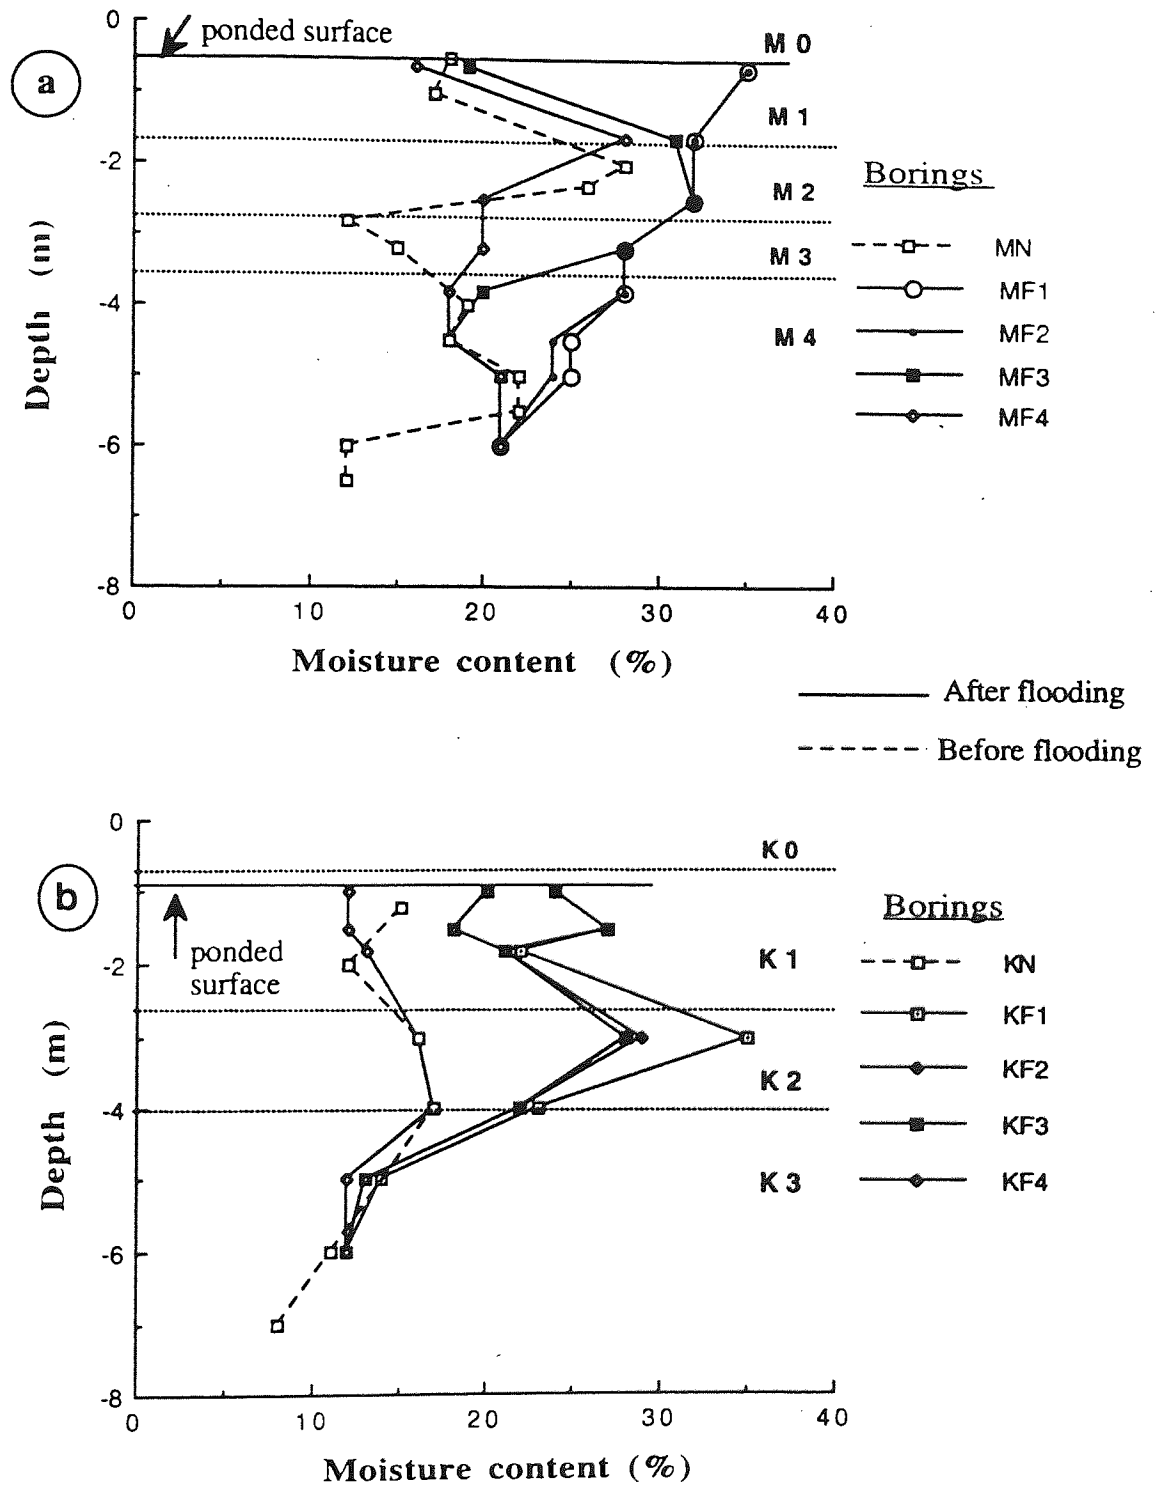 0
ponded surface
M 0
a
M 1
-2
Borings
M 2
MN
M 3
MF1
-4
M 4
MF2
MF3
MF4
Depth (m)
-6
-8
0 10 20 30 40
Moisture content (%)
After flooding
Before flooding
0
K 0
b
Borings
ponded
surface
K 1
KN
-2
KF1
K 2
KF2
-4
KF3
K 3
KF4
Depth (m)
-6
-8
0 10 20 30 40
Moisture content (%)